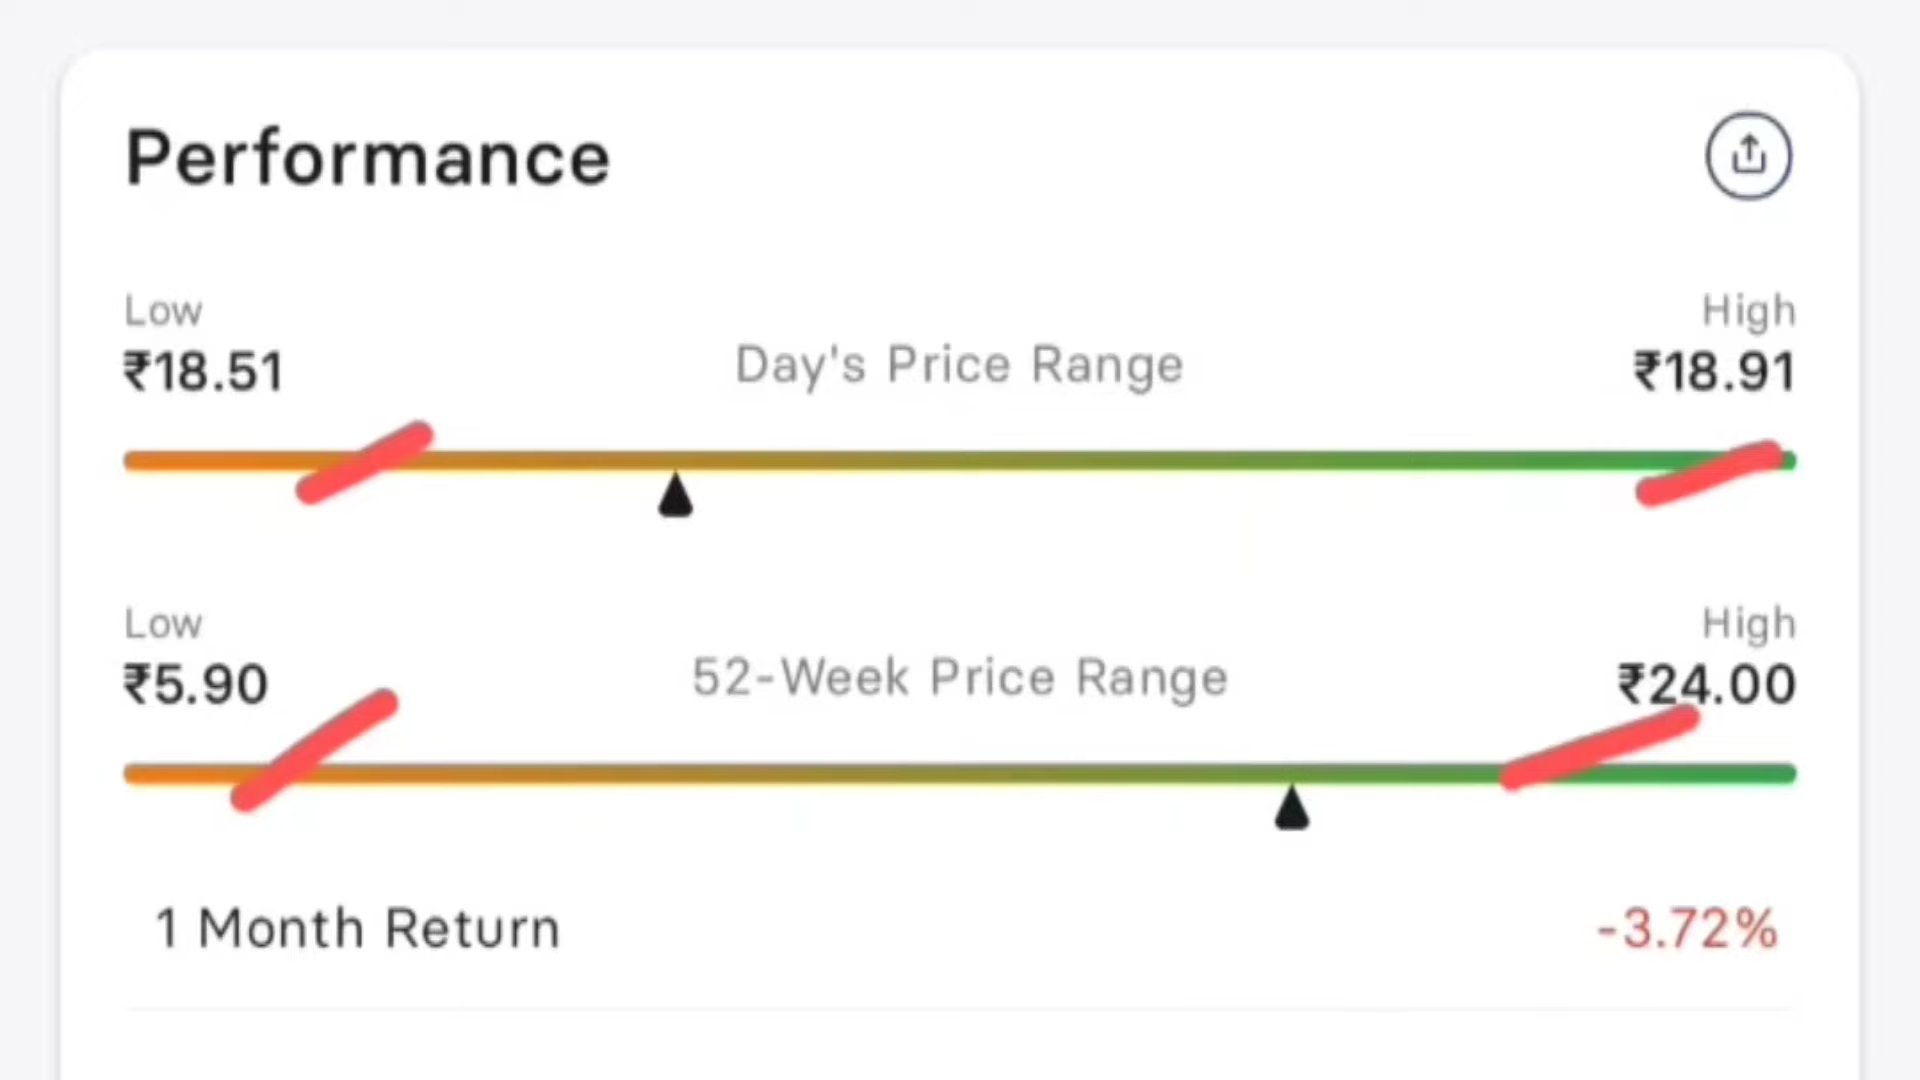 Performance
Low
High
₹18.51
Day's Price Range
₹18.91
Low
High
₹5.90
52-Week Price Range
₹24.00
1 Month Return
-3.72%